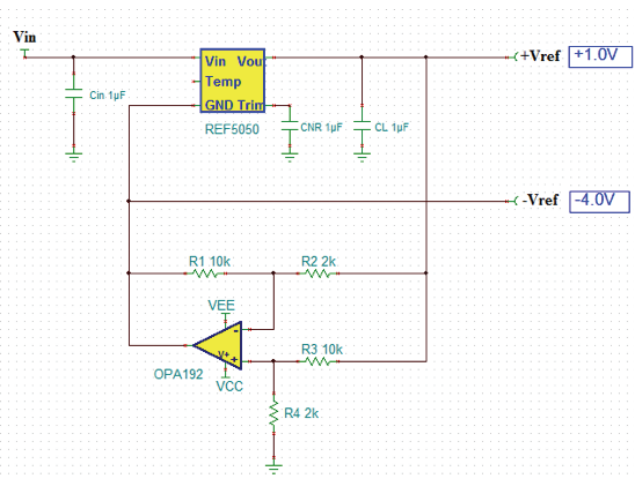 Vin
+Vref +1.0V
Vin Vout
Temp
GND Trim
Cin 1µF
REF5050
CNR 1µF
CL 1µF
-Vref -4.0V
R1 10k
R2 2k
VEE
-
V+ +
R3 10k
OPA192
VCC
R4 2k